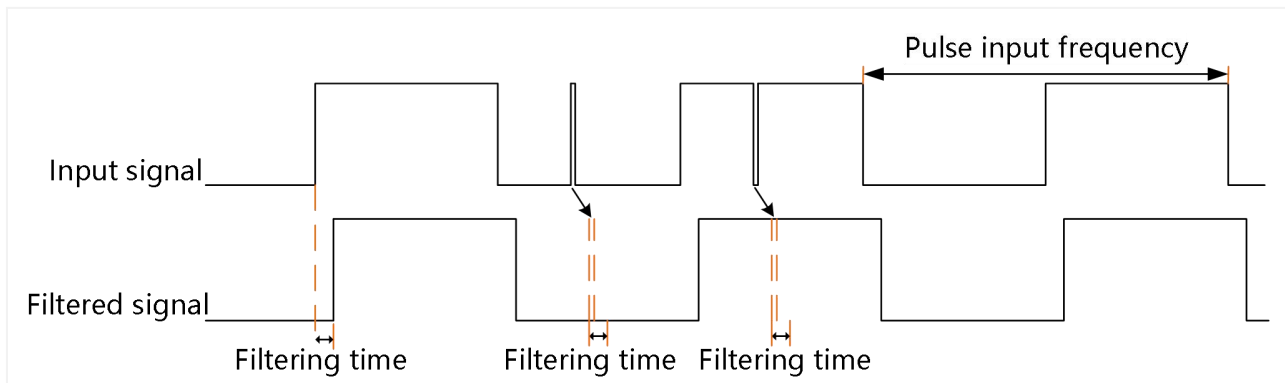 Pulse input frequency
Input signal
Filtered signal
Filtering time
Filtering time
Filtering time